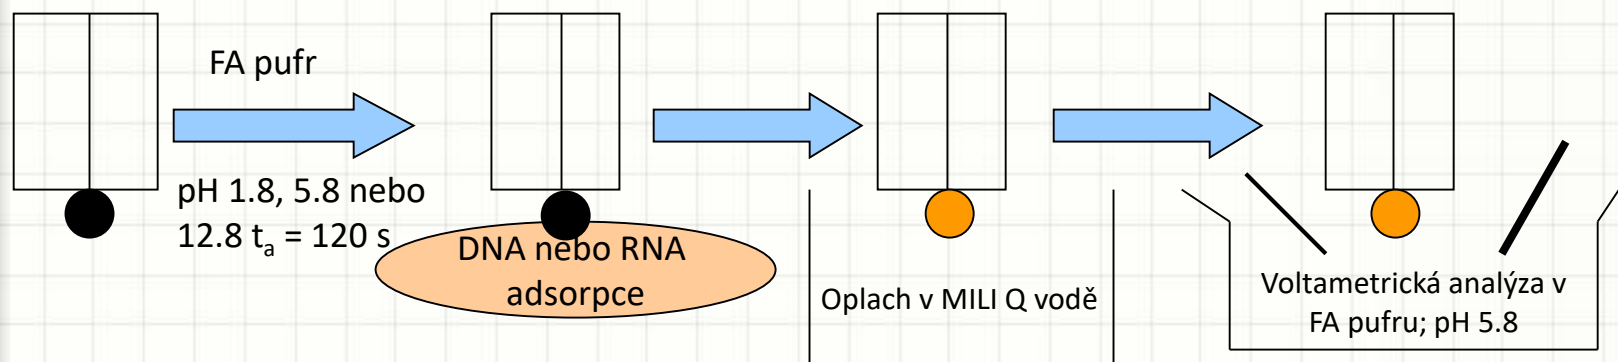 FA pufr
pH 1.8, 5.8 nebo
12.8 tₐ = 120 s
DNA nebo RNA
adsorpce
Oplach v MILI Q vodě
Voltametrická analýza v
FA pufru; pH 5.8